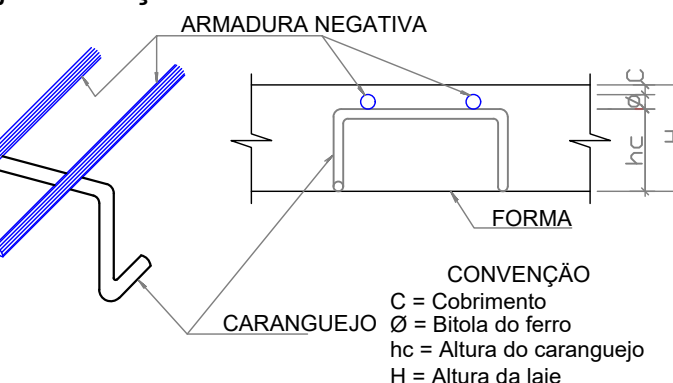 ARMADURA NEGATIVA
C
Ø
hc
H
FORMA
CARANGUEJO
CONVENÇÃO
C = Cobrimento
Ø = Bitola do ferro
hc = Altura do caranguejo
H = Altura da laje